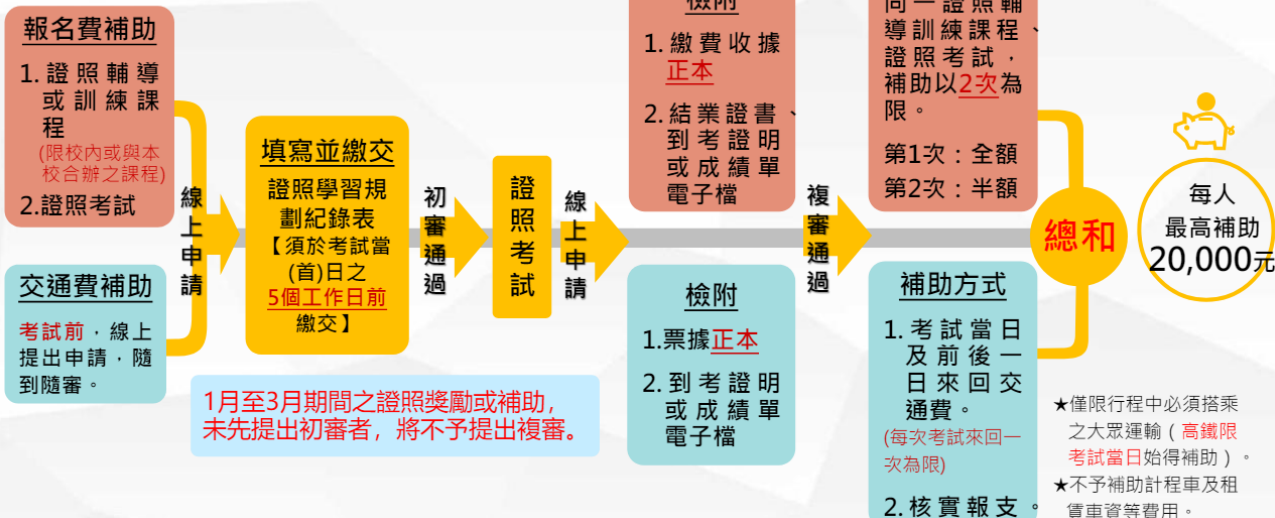 報名費補助
1.證照輔導
或訓練課
程
(限校內或與本
校合辦之課程)
2.證照考試
交通費補助
考試前，線上
提出申請，隨
到隨審。
線上申請
填寫並繳交
證照學習規
劃紀錄表
【須於考試當
(首)日之
5個工作日前
繳交】
初審通過
證照考試
線上申請
1月至3月期間之證照獎勵或補助，
未先提出初審者，將不予提出複審。
檢附
1.繳費收據
正本
2.結業證書、
到考證明
或成績單
電子檔
檢附
1.票據正本
2.到考證明
或成績單
電子檔
複審通過
同一證照輔
導訓練課程、
證照考試，
補助以2次為
限。
第1次：全額
第2次：半額
補助方式
1.考試當日
及前後一
日來回交
通費。
(每次考試來回一
次為限)
2.核實報支。
總和
每人
最高補助
20,000元
★僅限行程中必須搭乘
之大眾運輸（高鐵限
考試當日始得補助）。
★不予補助計程車及租
賃車資等費用。